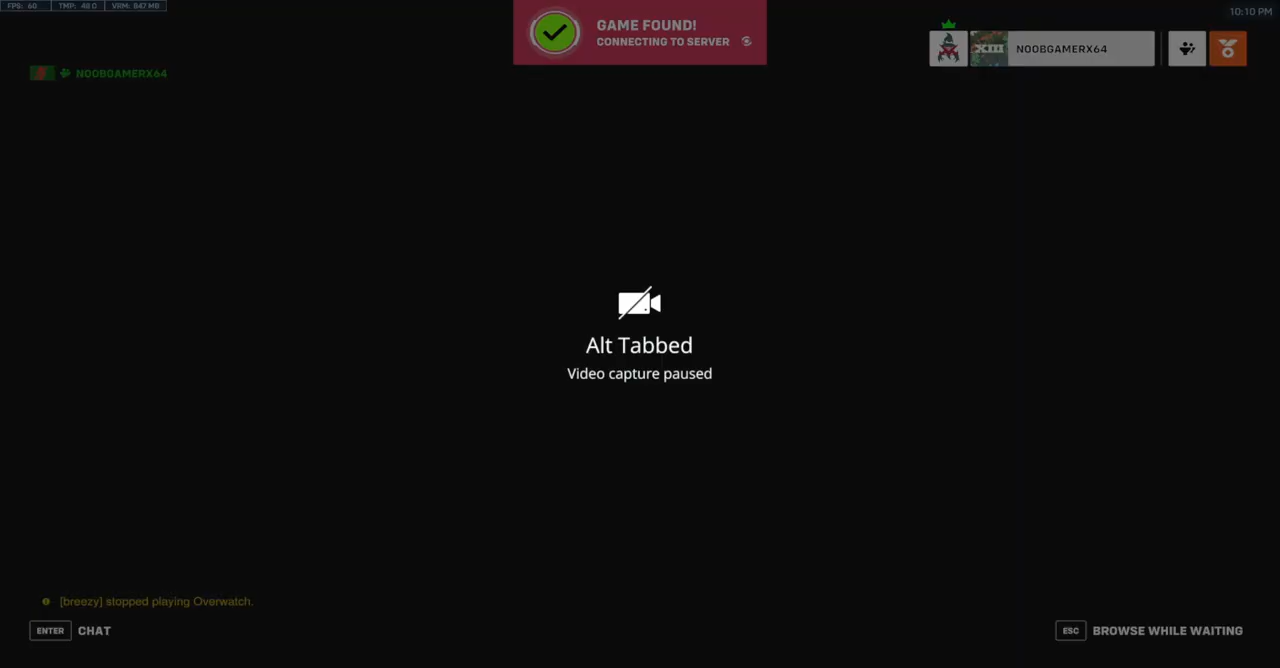 FPS: 60 TMP: 48 C VRM: 847 MB
10:10 PM
GAME FOUND!
CONNECTING TO SERVER
XIII NOOBGAMERX64
NOOBGAMERX64
Alt Tabbed
Video capture paused
[breezy] stopped playing Overwatch.
ENTER CHAT
ESC BROWSE WHILE WAITING